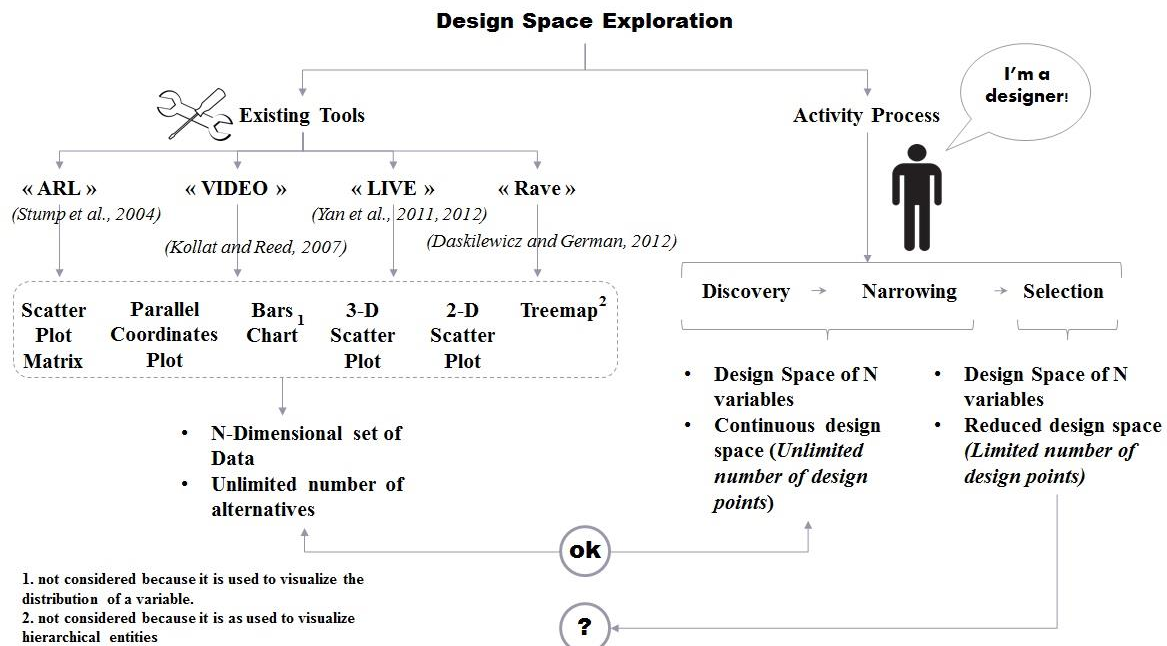 Design Space Exploration
I'm a
designer!
Existing Tools
Activity Process
« ARL »
« VIDEO »
« LIVE »
« Rave »
(Stump et al., 2004)
(Yan et al., 2011, 2012)
(Kollat and Reed, 2007)
(Daskilewicz and German, 2012)
Scatter
Plot
Matrix
Parallel
Coordinates
Plot
Bars
Chart1
3-D
Scatter
Plot
2-D
Scatter
Plot
Treemap2
Discovery
Narrowing
Selection
• N-Dimensional set of
Data
• Unlimited number of
alternatives
• Design Space of N
variables
• Continuous design
space (Unlimited
number of design
points)
• Design Space of N
variables
• Reduced design space
(Limited number of
design points)
ok
?
1. not considered because it is used to visualize the
distribution of a variable.
2. not considered because it is as used to visualize
hierarchical entities